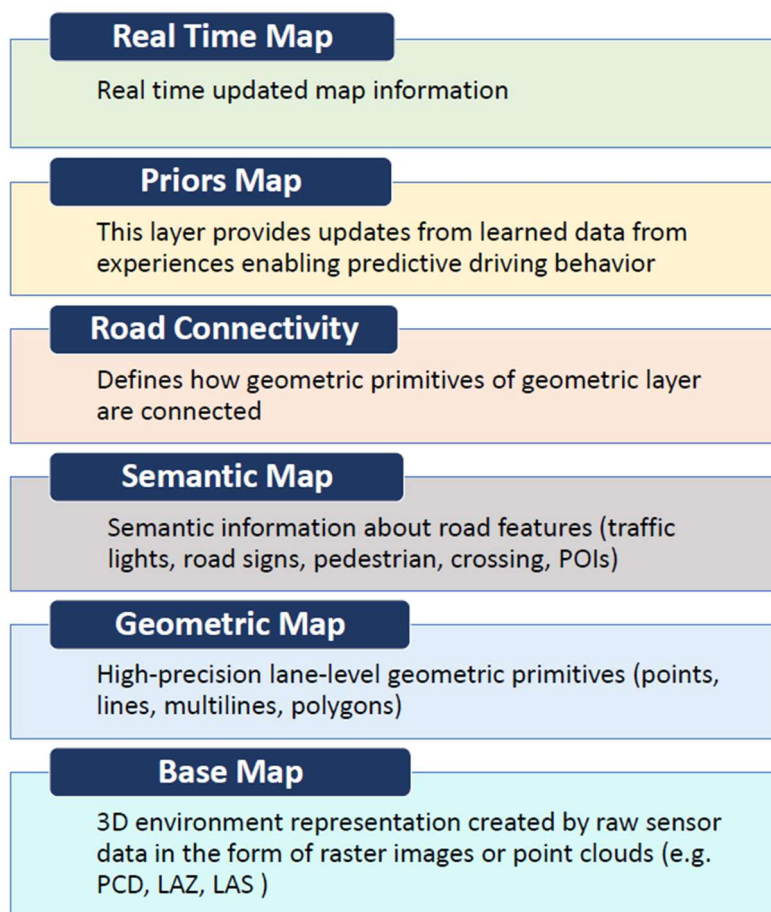 Real Time Map
Real time updated map information
Priors Map
This layer provides updates from learned data from
experiences enabling predictive driving behavior
Road Connectivity
Defines how geometric primitives of geometric layer
are connected
Semantic Map
Semantic information about road features (traffic
lights, road signs, pedestrian, crossing, POIs)
Geometric Map
High-precision lane-level geometric primitives (points,
lines, multilines, polygons)
Base Map
3D environment representation created by raw sensor
data in the form of raster images or point clouds (e.g.
PCD, LAZ, LAS )